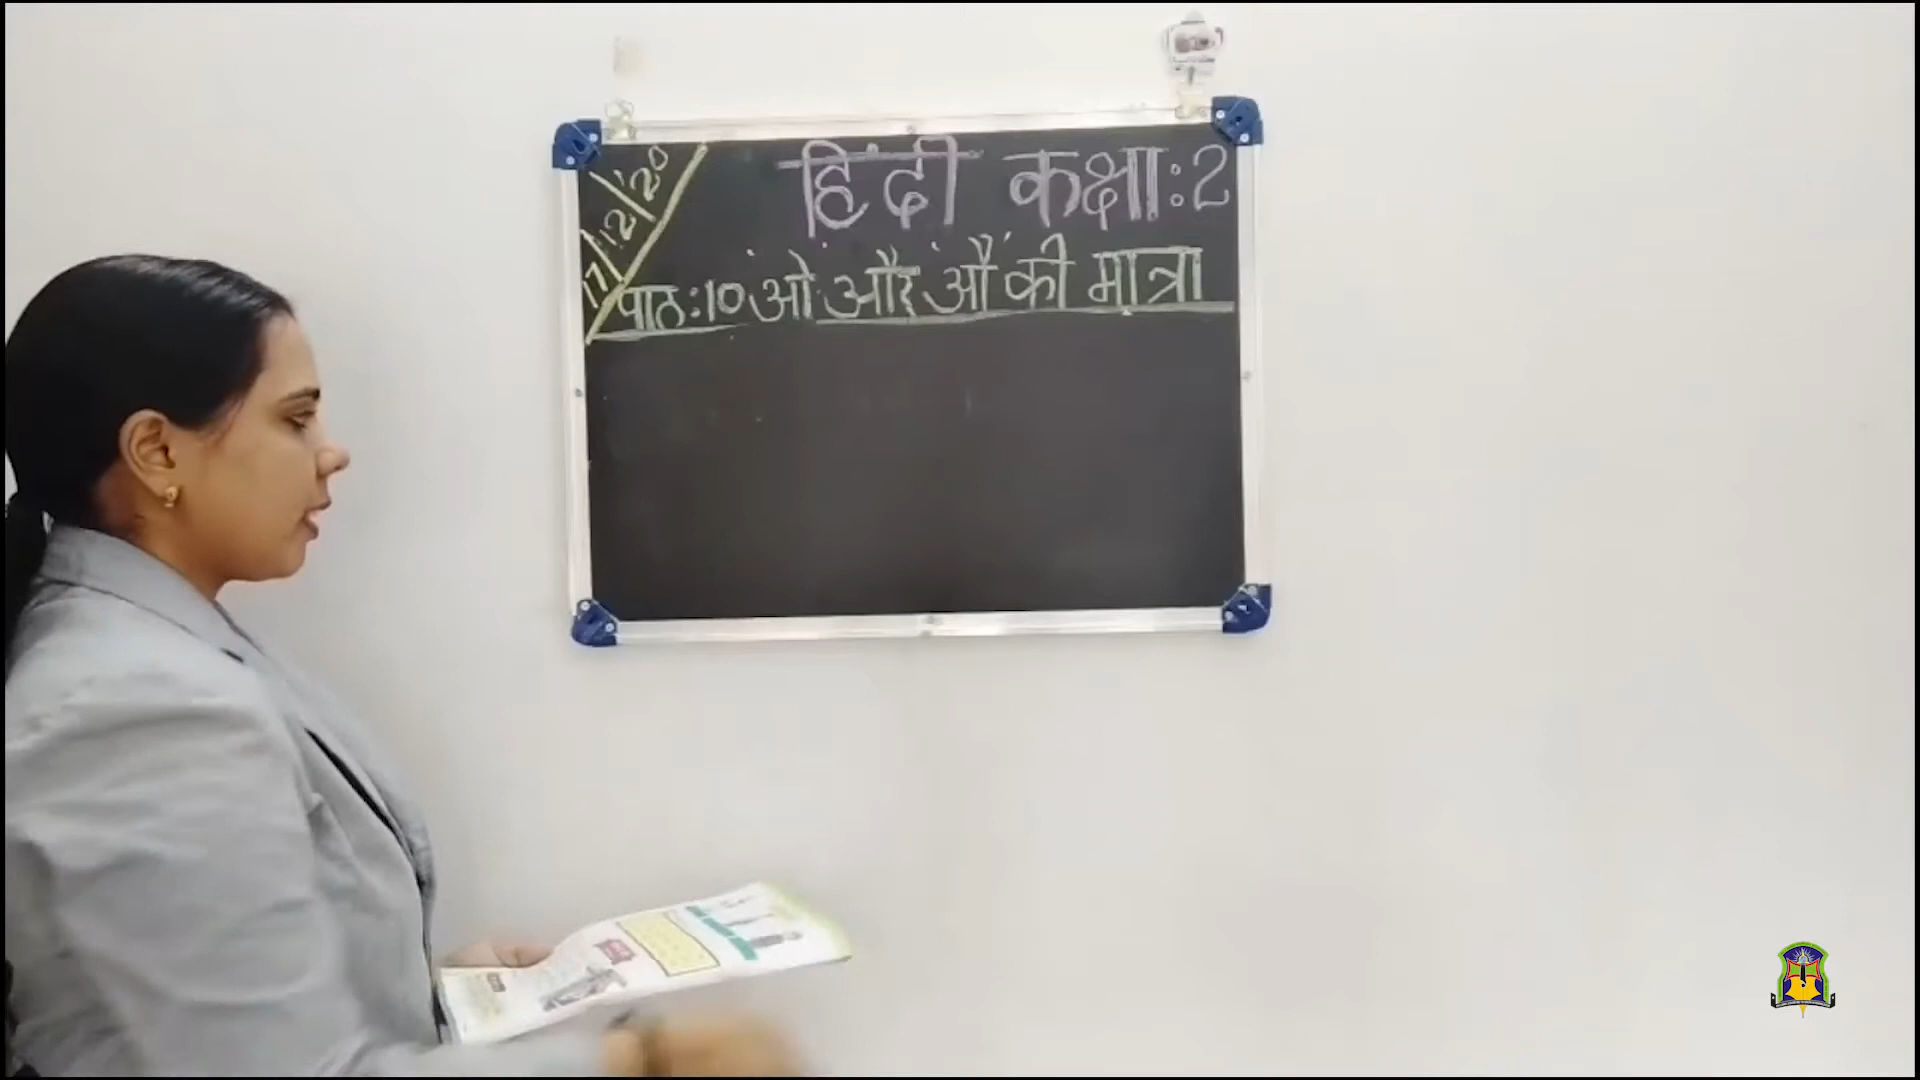 17/12/20
हिंदी कक्षा:2
पाठ:10 'ओ' और 'औ' की मात्रा